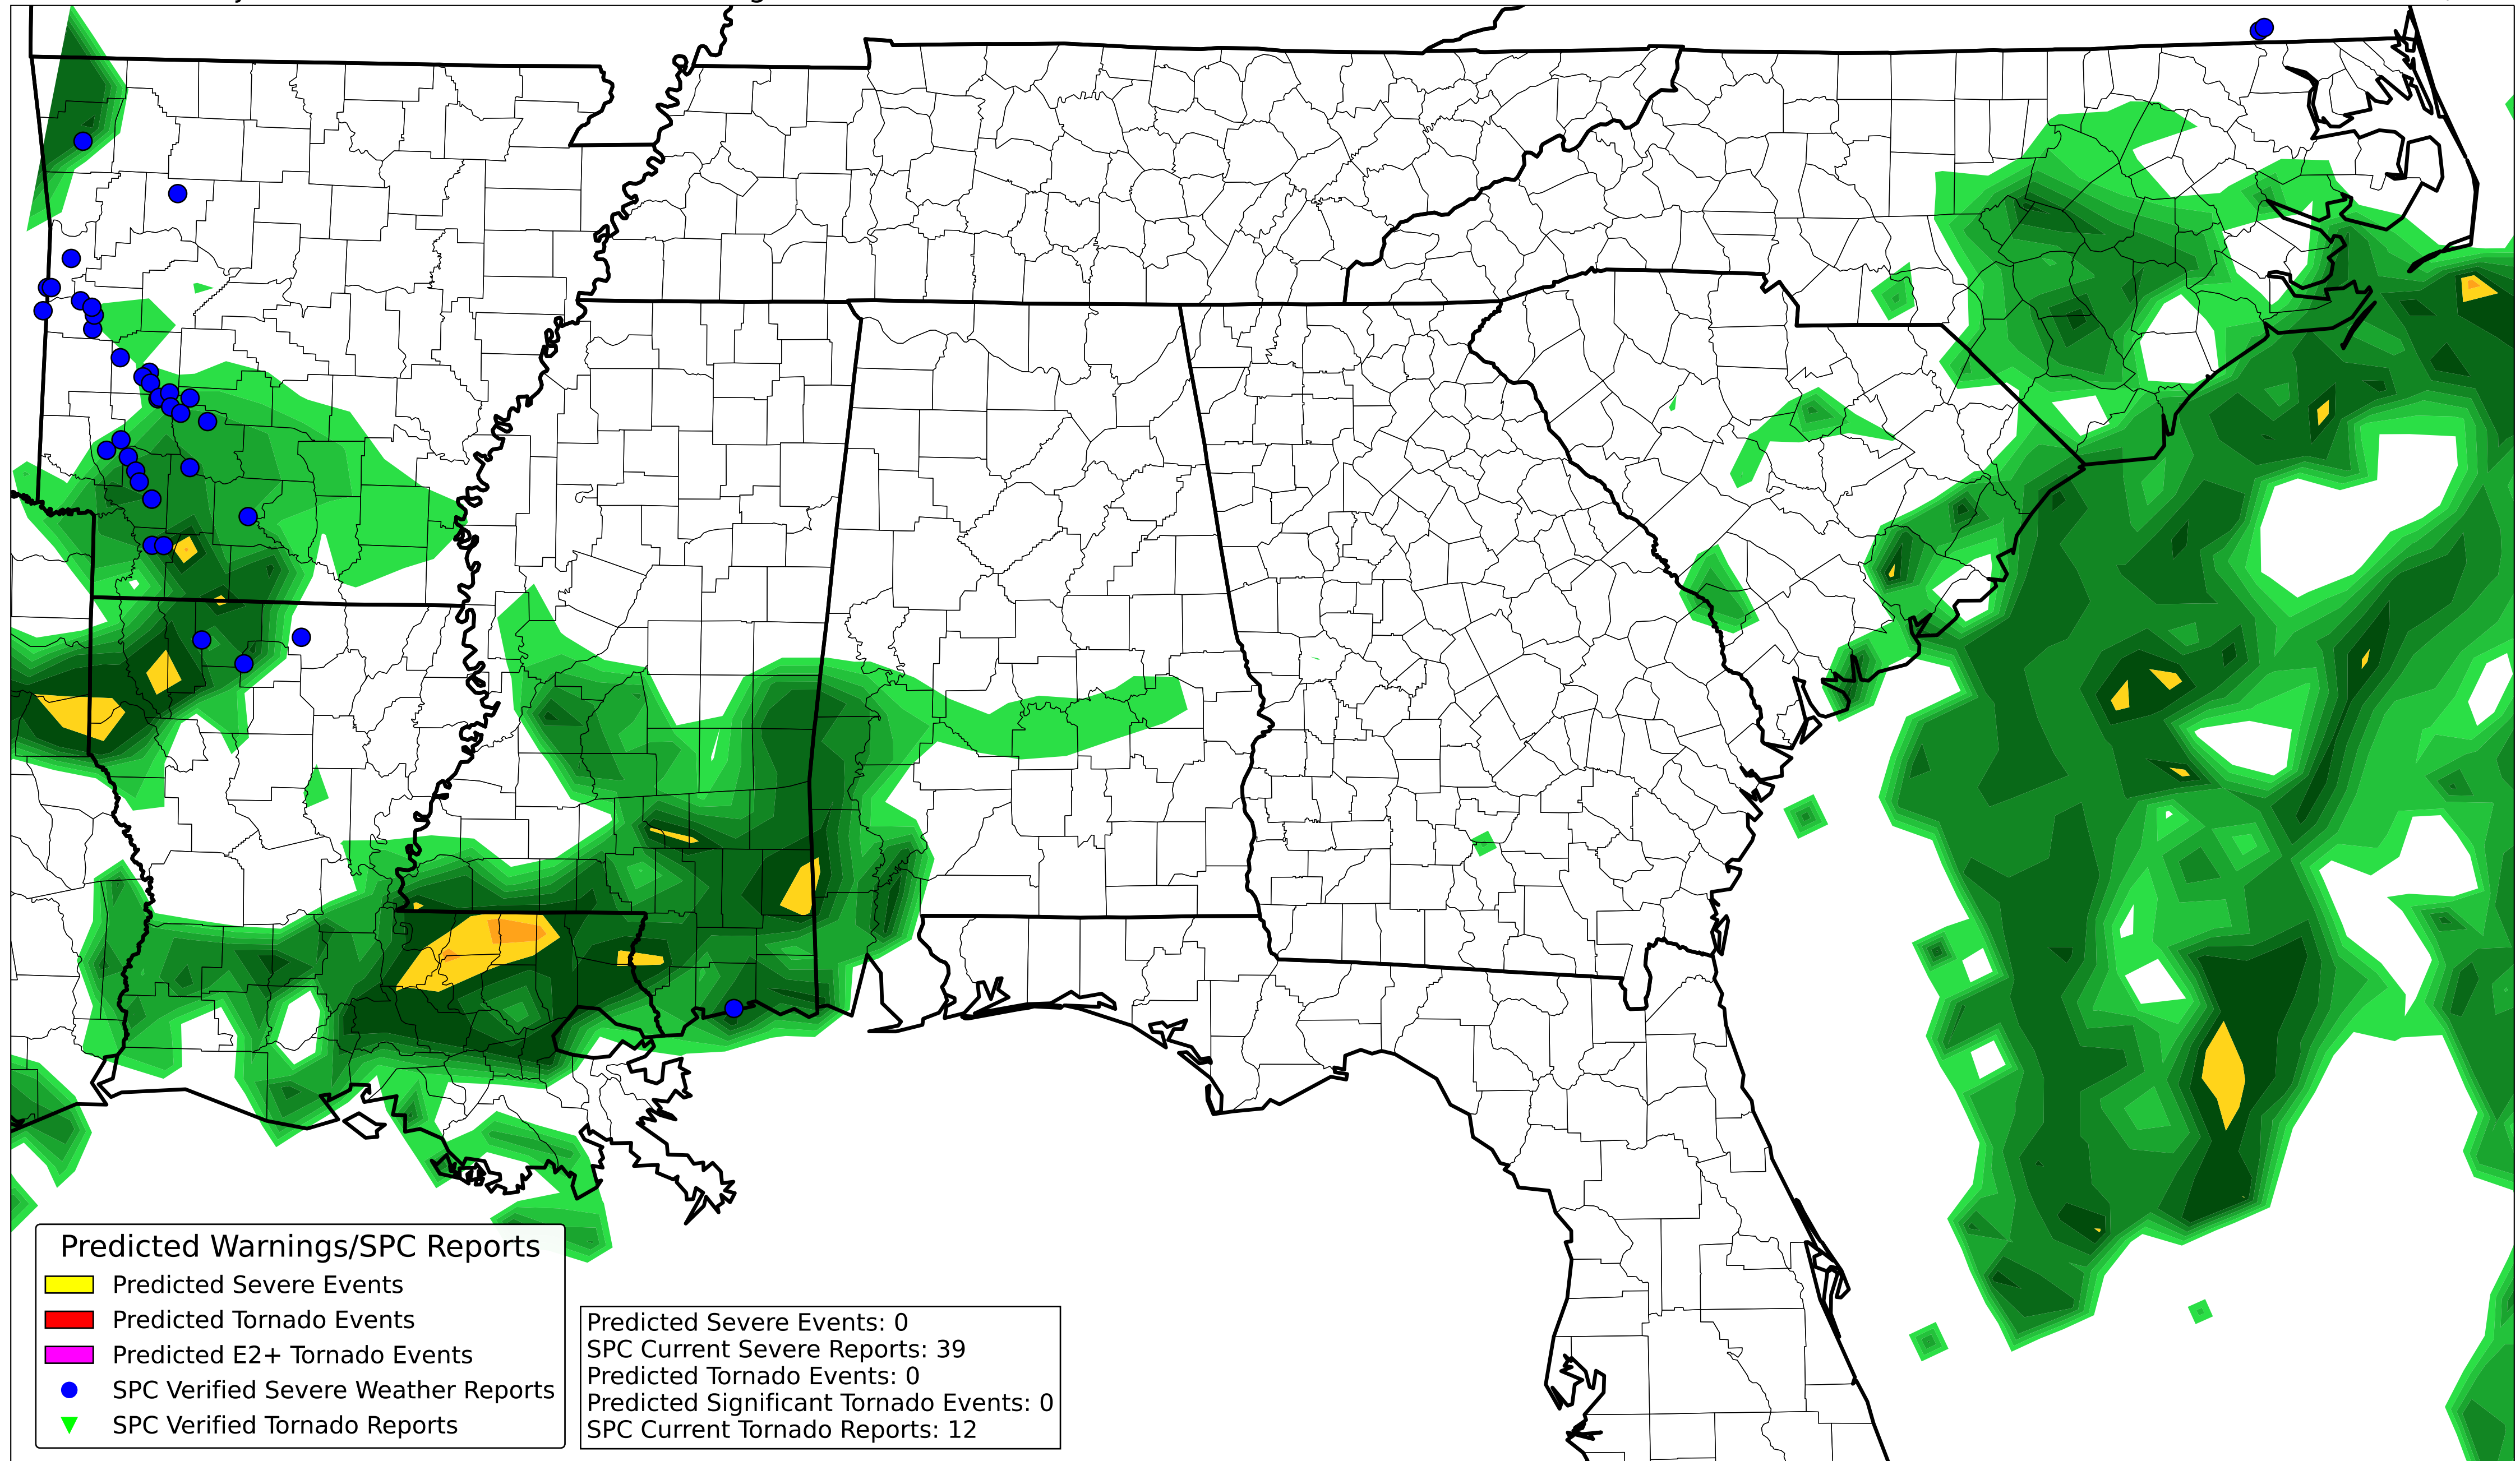 Predicted Warnings/SPC Reports
Predicted Severe Events
Predicted Tornado Events
Predicted E2+ Tornado Events
SPC Verified Severe Weather Reports
SPC Verified Tornado Reports
Predicted Severe Events: 0
SPC Current Severe Reports: 39
Predicted Tornado Events: 0
Predicted Significant Tornado Events: 0
SPC Current Tornado Reports: 12